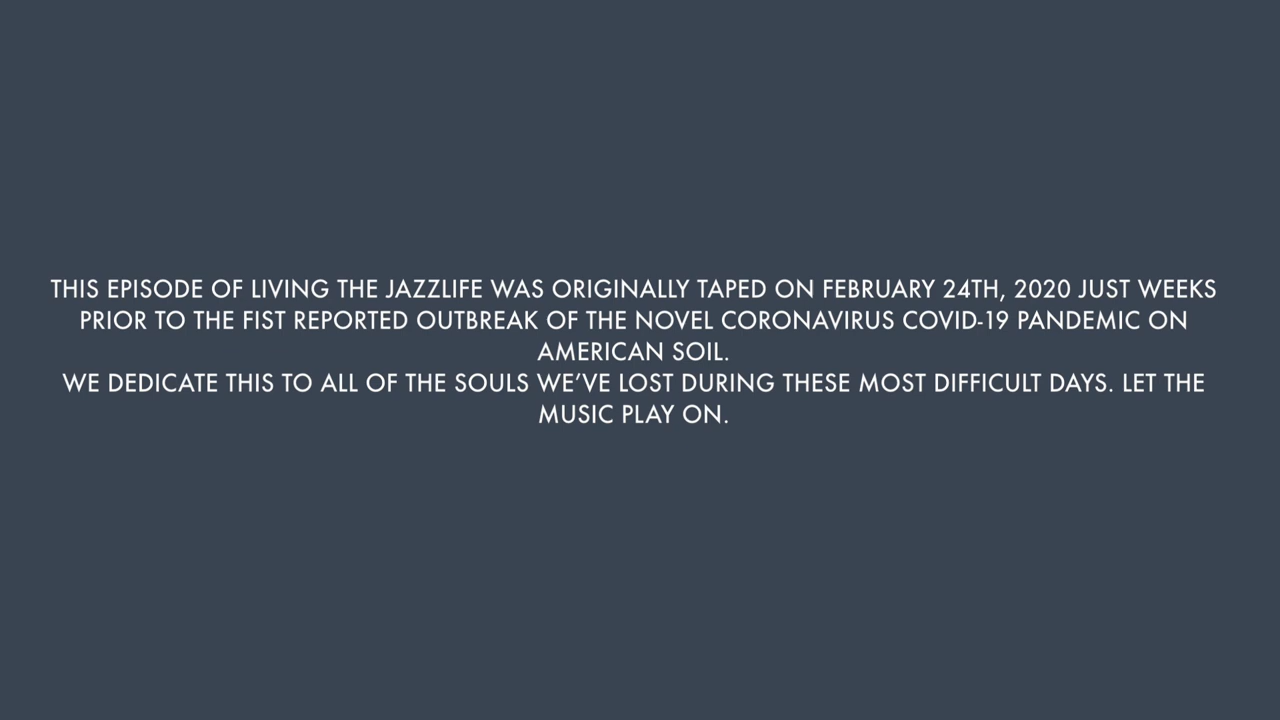 THIS EPISODE OF LIVING THE JAZZLIFE WAS ORIGINALLY TAPED ON FEBRUARY 24TH, 2020 JUST WEEKS
PRIOR TO THE FIST REPORTED OUTBREAK OF THE NOVEL CORONAVIRUS COVID-19 PANDEMIC ON
AMERICAN SOIL.
WE DEDICATE THIS TO ALL OF THE SOULS WE'VE LOST DURING THESE MOST DIFFICULT DAYS. LET THE
MUSIC PLAY ON.